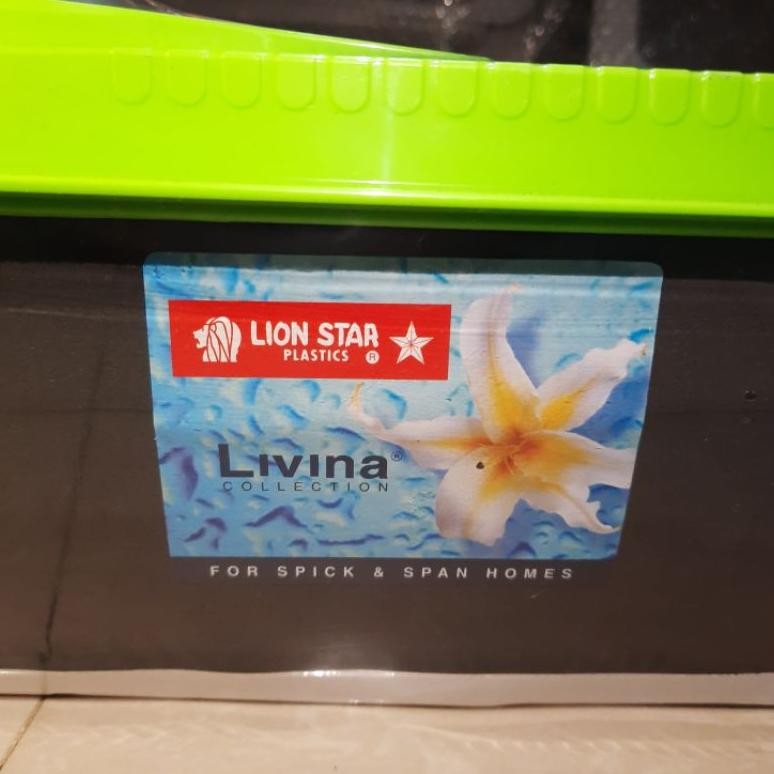 LION STAR
PLASTICS ®
Livina®
COLLECTION
FOR SPICK & SPAN HOMES